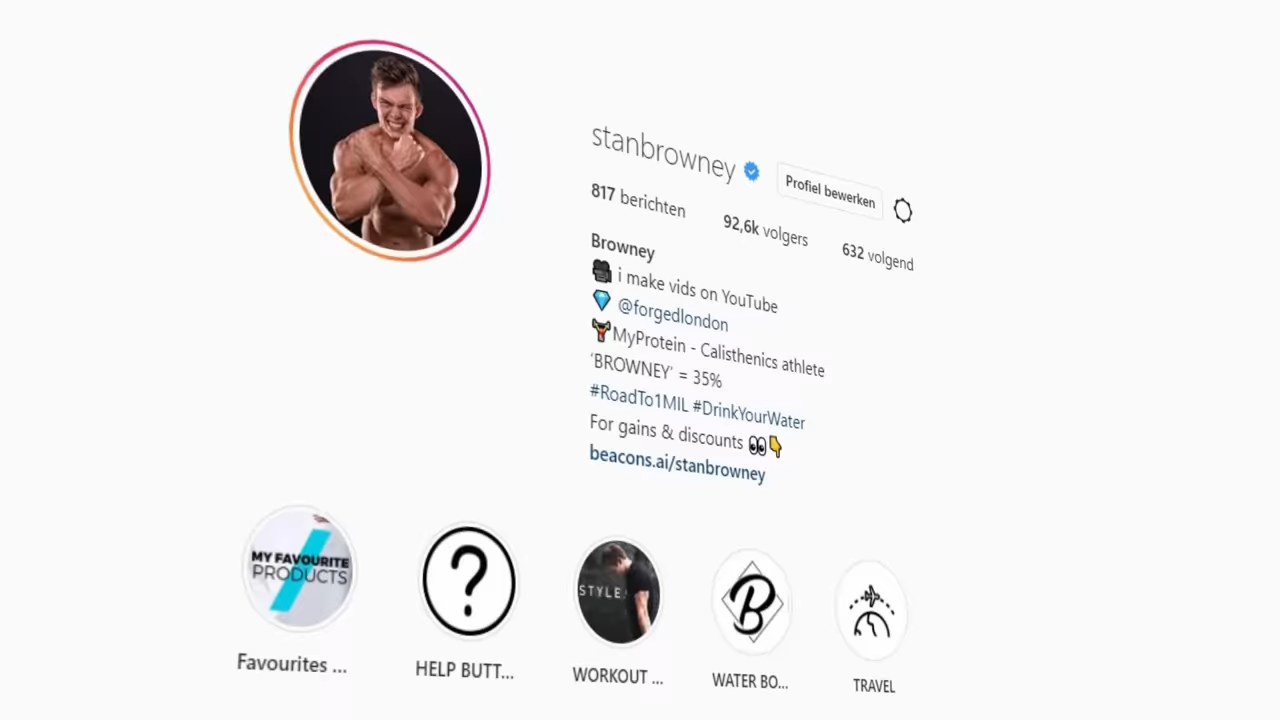 stanbrowney Profiel bewerken
817 berichten 92,6k volgers 632 volgend
Browney
🎥 i make vids on YouTube
💎 @forgedlondon
🏋️MyProtein - Calisthenics athlete
'BROWNEY' = 35%
#RoadTo1MIL #DrinkYourWater
For gains & discounts 👀👇
beacons.ai/stanbrowney
MY FAVOURITE
PRODUCTS
?
STYLE
B
Favourites ...
HELP BUTT...
WORKOUT ...
WATER BO...
TRAVEL